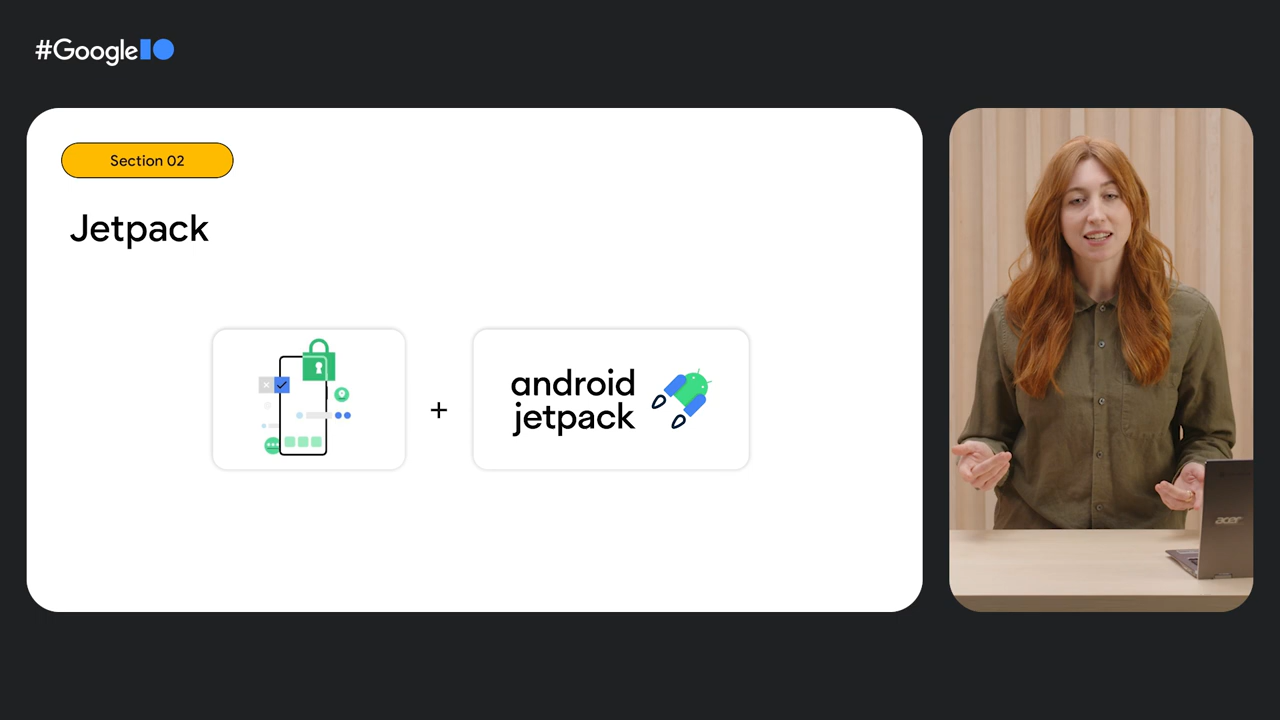 #GoogleIO
Section 02
Jetpack
+
android
jetpack
acer